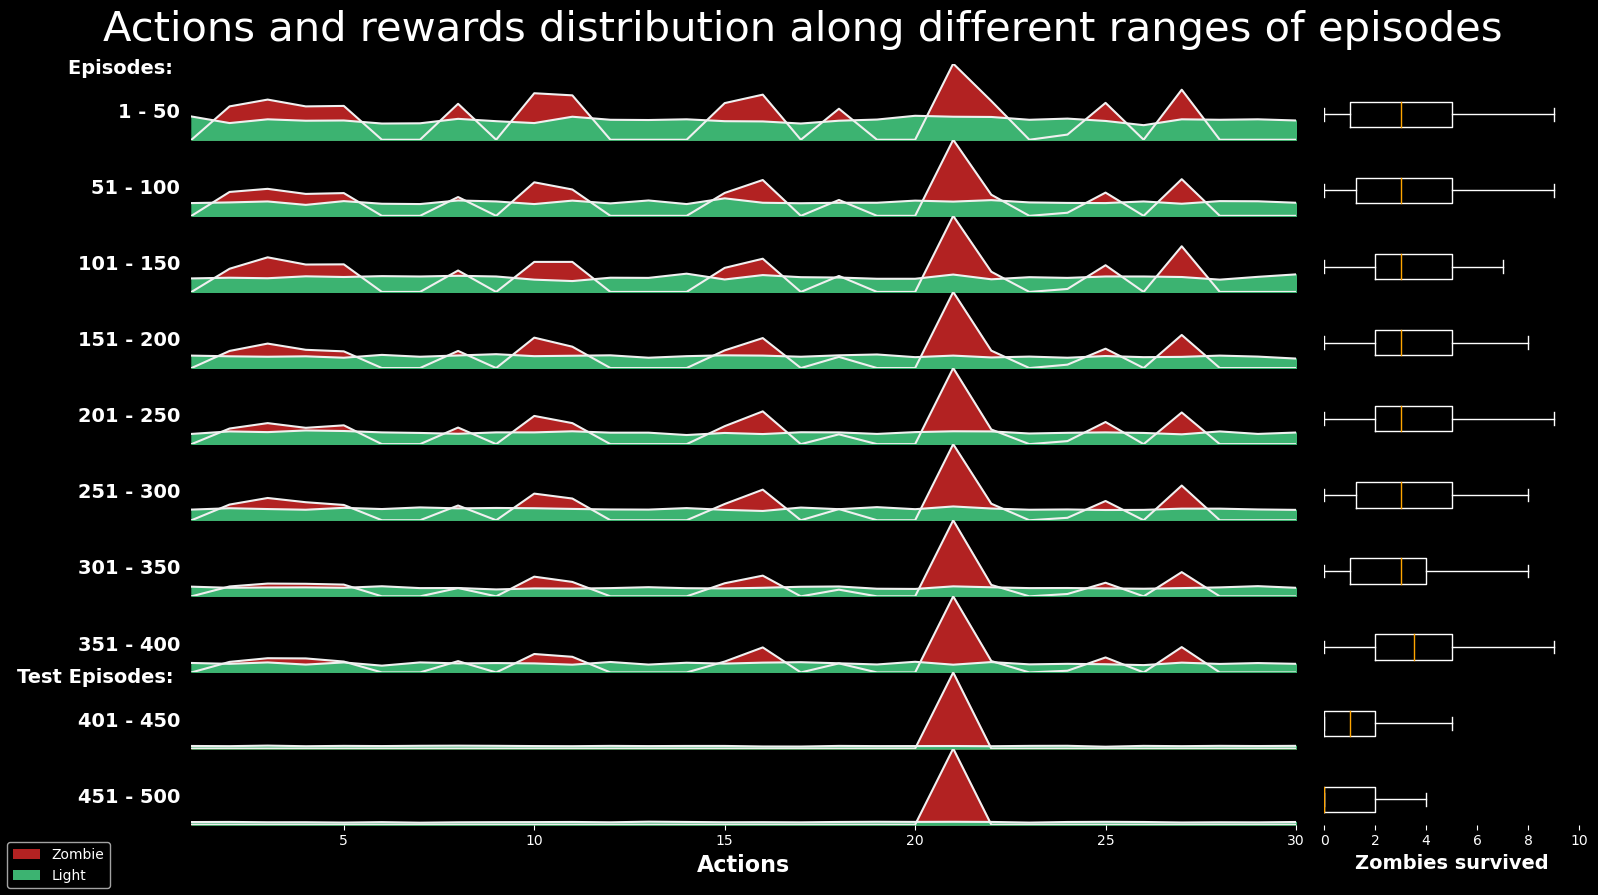 Actions and rewards distribution along different ranges of episodes
Episodes:
1 - 50
51 - 100
101 - 150
151 - 200
201 - 250
251 - 300
301 - 350
351 - 400
Test Episodes:
401 - 450
451 - 500
5 10 15 20 25 30
0 2 4 6 8 10
Actions
Zombies survived
Zombie
Light